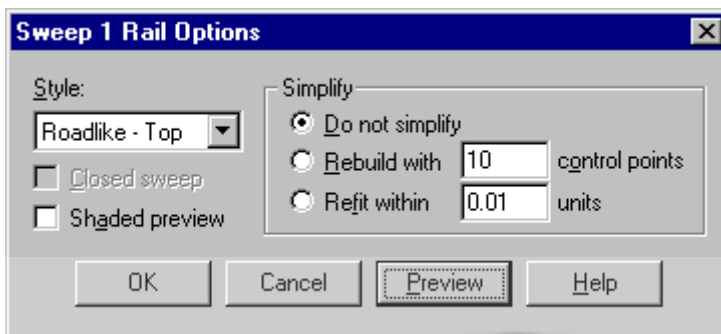 Sweep 1 Rail Options
Style:
Roadlike - Top
Closed sweep
Shaded preview
Simplify
Do not simplify
Rebuild with 10 control points
Refit within 0.01 units
OK Cancel Preview Help